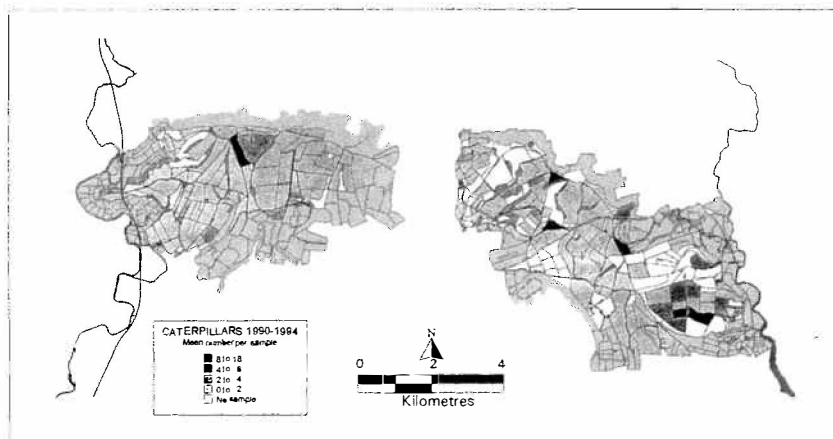 CATERPILLARS 1990-1994
Mean number per sample
8 to 18
4 to 8
2 to 4
0 to 2
No sample
N
0 2 4
Kilometres